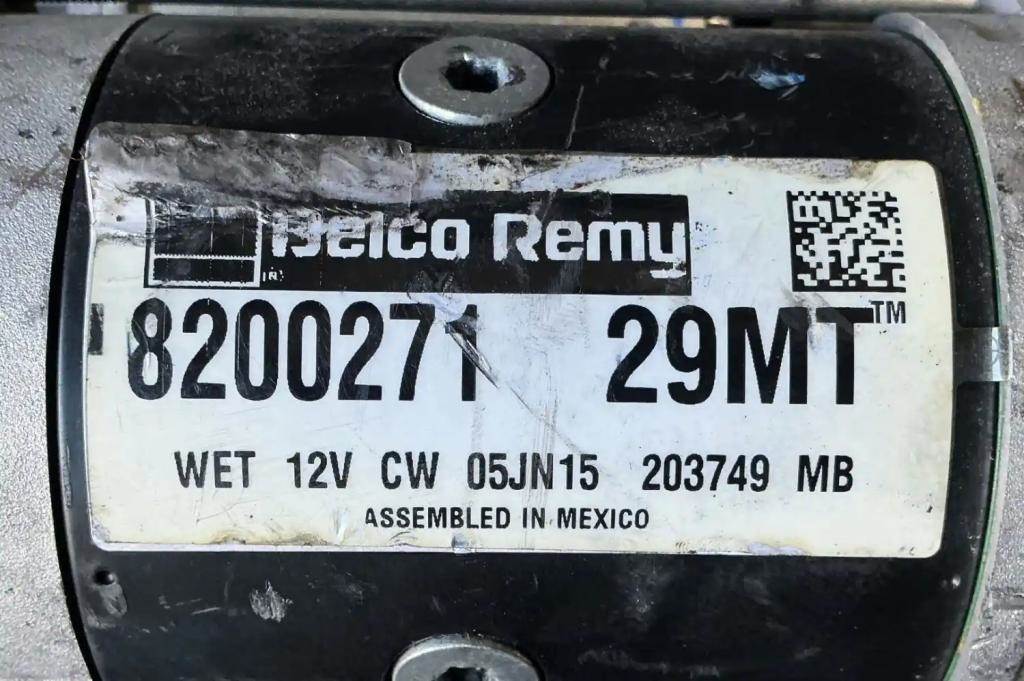 Delco Remy
8200271 29MT™
WET 12V CW 05JN15 203749 MB
ASSEMBLED IN MEXICO